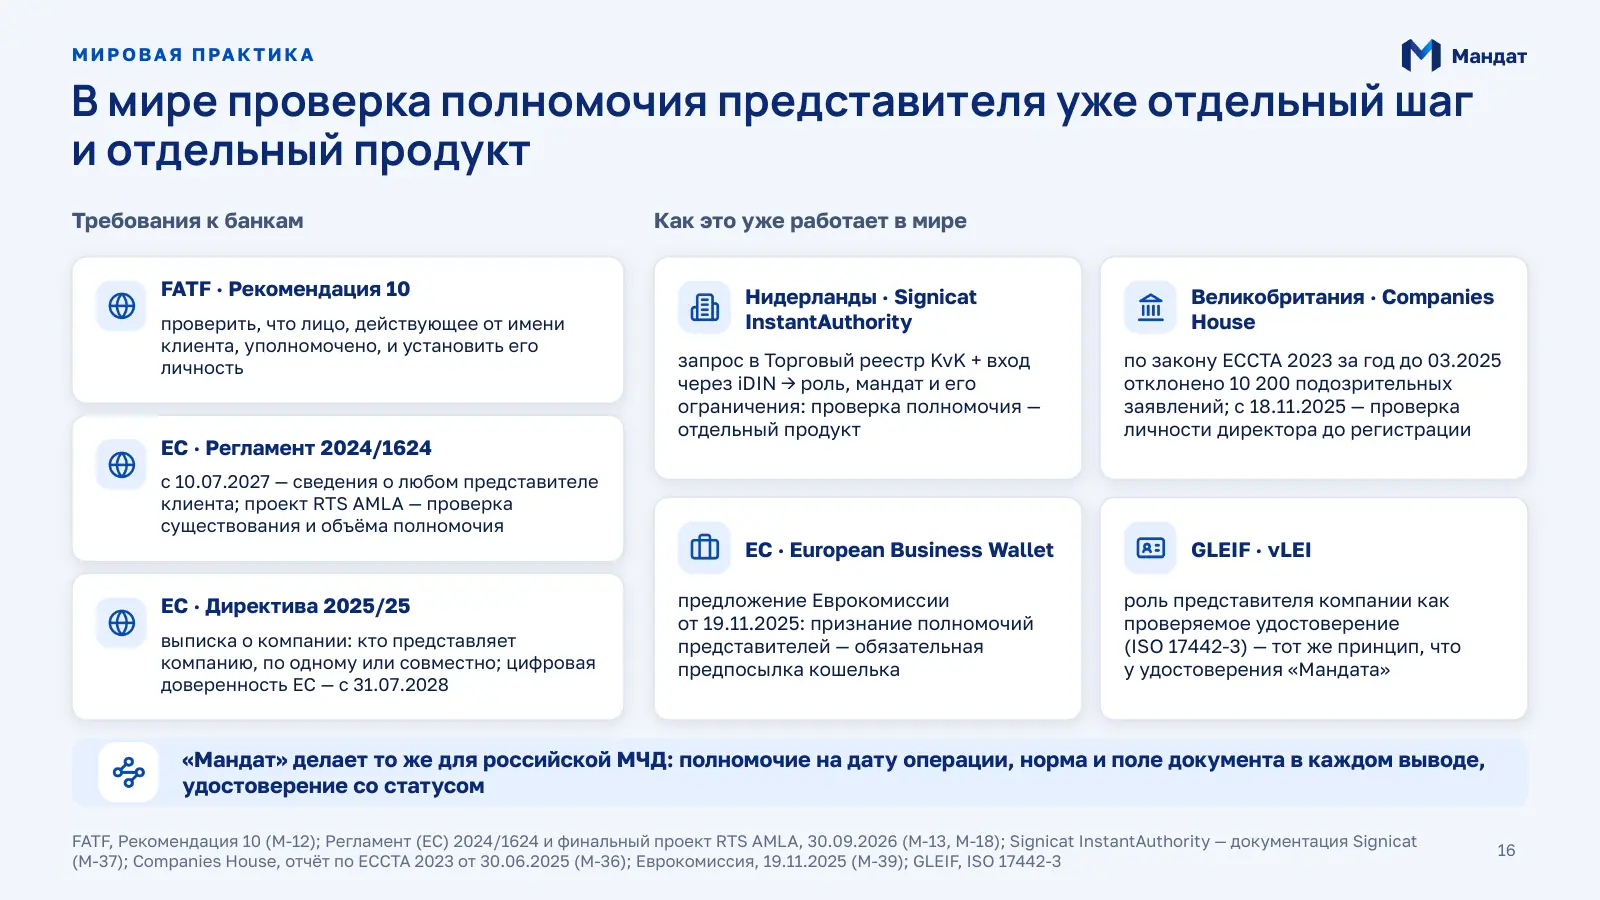 МИРОВАЯ ПРАКТИКА
Мандат
В мире проверка полномочия представителя уже отдельный шаг
и отдельный продукт
Требования к банкам
FATF · Рекомендация 10
проверить, что лицо, действующее от имени
клиента, уполномочено, и установить его
личность
ЕС · Регламент 2024/1624
с 10.07.2027 — сведения о любом представителе
клиента; проект RTS AMLA — проверка
существования и объёма полномочия
ЕС · Директива 2025/25
выписка о компании: кто представляет
компанию, по одному или совместно; цифровая
доверенность ЕС — с 31.07.2028
Как это уже работает в мире
Нидерланды · Signicat
InstantAuthority
запрос в Торговый реестр KvK + вход
через iDIN → роль, мандат и его
ограничения: проверка полномочия —
отдельный продукт
Великобритания · Companies
House
по закону ECCTA 2023 за год до 03.2025
отклонено 10 200 подозрительных
заявлений; с 18.11.2025 — проверка
личности директора до регистрации
ЕС · European Business Wallet
предложение Еврокомиссии
от 19.11.2025: признание полномочий
представителей — обязательная
предпосылка кошелька
GLEIF · vLEI
роль представителя компании как
проверяемое удостоверение
(ISO 17442-3) — тот же принцип, что
у удостоверения «Мандата»
«Мандат» делает то же для российской МЧД: полномочие на дату операции, норма и поле документа в каждом выводе,
удостоверение со статусом
FATF, Рекомендация 10 (М-12); Регламент (ЕС) 2024/1624 и финальный проект RTS AMLA, 30.09.2026 (М-13, М-18); Signicat InstantAuthority — документация Signicat
(М-37); Companies House, отчёт по ECCTA 2023 от 30.06.2025 (М-36); Еврокомиссия, 19.11.2025 (М-39); GLEIF, ISO 17442-3
16